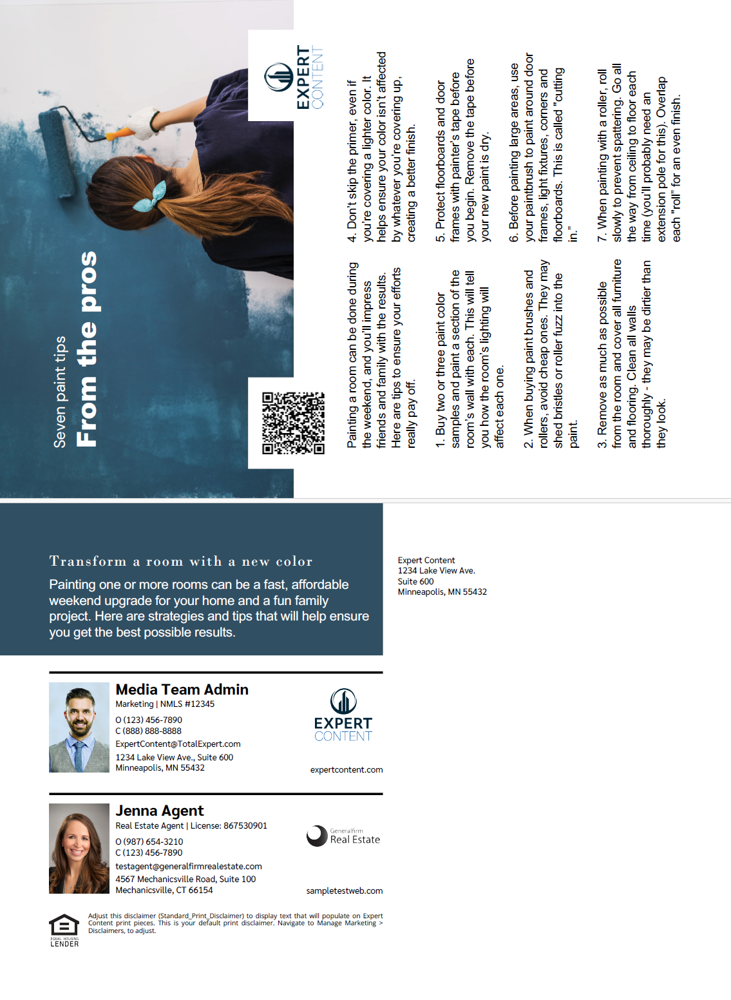 Seven paint tips
From the pros
EXPERT
CONTENT
Painting a room can be done during
the weekend, and you'll impress
friends and family with the results.
Here are tips to ensure your efforts
really pay off.
1. Buy two or three paint color
samples and paint a section of the
room's wall with each. This will tell
you how the room's lighting will
affect each one.
2. When buying paint brushes and
rollers, avoid cheap ones. They may
shed bristles or roller fuzz into the
paint.
3. Remove as much as possible
from the room and cover all furniture
and flooring. Clean all walls
thoroughly - they may be dirtier than
they look.
4. Don't skip the primer, even if
you're covering a lighter color. It
helps ensure your color isn't affected
by whatever you're covering up,
creating a better finish.
5. Protect floorboards and door
frames with painter's tape before
you begin. Remove the tape before
your new paint is dry.
6. Before painting large areas, use
your paintbrush to paint around door
frames, light fixtures, corners and
floorboards. This is called "cutting
in.”
7. When painting with a roller, roll
slowly to prevent spattering. Go all
the way from ceiling to floor each
time (you'll probably need an
extension pole for this). Overlap
each "roll” for an even finish.
Transform a room with a new color
Painting one or more rooms can be a fast, affordable
weekend upgrade for your home and a fun family
project. Here are strategies and tips that will help ensure
you get the best possible results.
Expert Content
1234 Lake View Ave.
Suite 600
Minneapolis, MN 55432
Media Team Admin
Marketing | NMLS #12345
O (123) 456-7890
C (888) 888-8888
ExpertContent@TotalExpert.com
1234 Lake View Ave., Suite 600
Minneapolis, MN 55432
EXPERT
CONTENT
expertcontent.com
Jenna Agent
Real Estate Agent | License: 867530901
O (987) 654-3210
C (123) 456-7890
testagent@generalfirmrealestate.com
4567 Mechanicsville Road, Suite 100
Mechanicsville, CT 66154
Generalfirm
Real Estate
sampletestweb.com
EQUAL HOUSING
LENDER
Adjust this disclaimer (Standard_Print_Disclaimer) to display text that will populate on Expert
Content print pieces. This is your default print disclaimer. Navigate to Manage Marketing >
Disclaimers, to adjust.